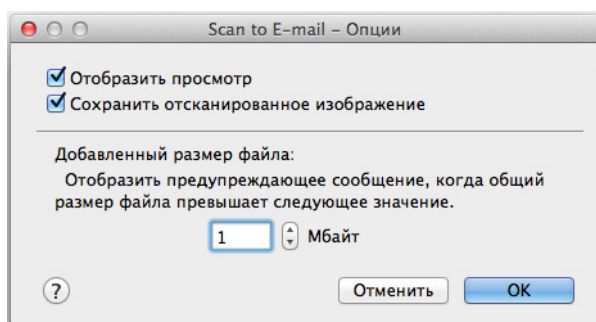 Scan to E-mail – Опции
Отобразить просмотр
Сохранить отсканированное изображение
Добавленный размер файла:
Отобразить предупреждающее сообщение, когда общий
размер файла превышает следующее значение.
1 Мбайт
? Отменить OK